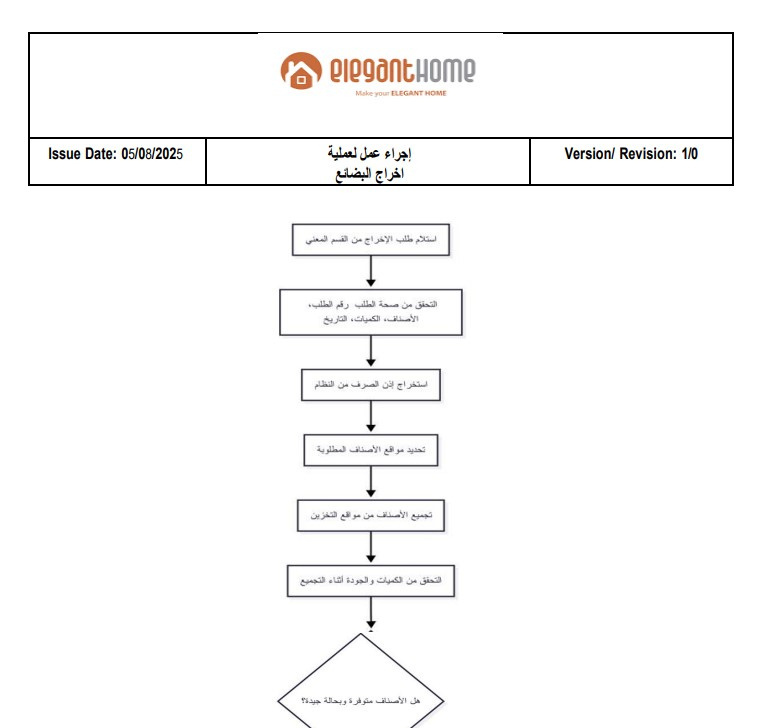 elegantHOME
Make your ELEGANT HOME
Issue Date: 05/08/2025
إجراء عمل لعملية
اخراج البضائع
Version/ Revision: 1/0
استلام طلب الإخراج من القسم المعني
التحقق من صحة الطلب رقم الطلب،
الأصناف، الكميات، التاريخ
استخراج إذن الصرف من النظام
تحديد مواقع الأصناف المطلوبة
تجميع الأصناف من مواقع التخزين
التحقق من الكميات والجودة أثناء التجميع
هل الأصناف متوفرة وبحالة جيدة؟